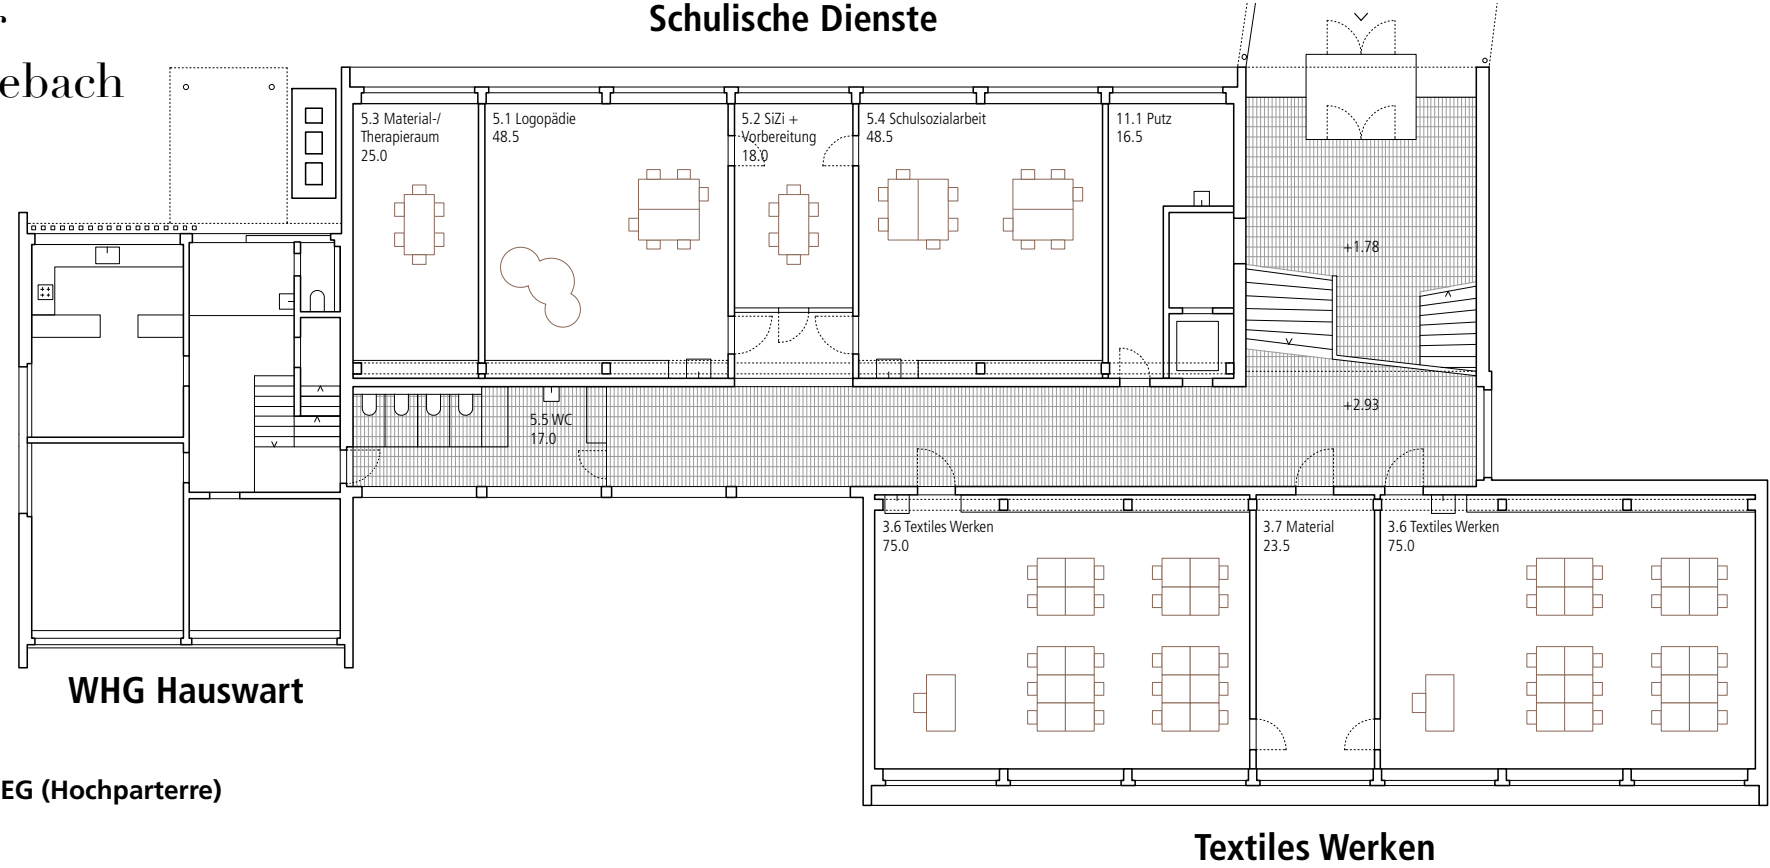 Schulische Dienste
ebach
5.3 Material-/
Therapieraum
25.0
5.1 Logopädie
48.5
5.2 SiZi +
Vorbereitung
18.0
5.4 Schulsozialarbeit
48.5
11.1 Putz
16.5
+1.78
+2.93
5.5 WC
17.0
3.6 Textiles Werken
75.0
3.7 Material
23.5
3.6 Textiles Werken
75.0
WHG Hauswart
EG (Hochparterre)
Textiles Werken